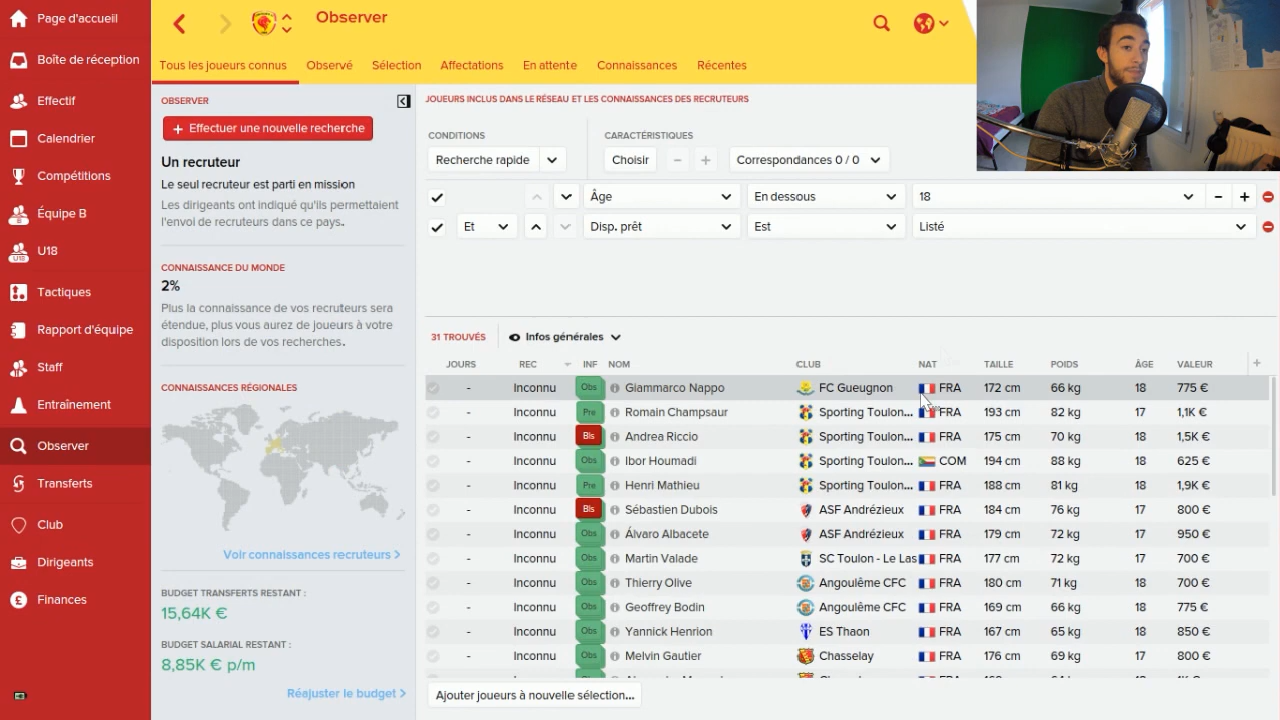 Page d'accueil
Boîte de réception
Effectif
Calendrier
Compétitions
Équipe B
U18
Tactiques
Rapport d'équipe
Staff
Entraînement
Observer
Transferts
Club
Dirigeants
Finances
Observer
Tous les joueurs connus Observé Sélection Affectations En attente Connaissances Récentes
OBSERVER
+ Effectuer une nouvelle recherche
Un recruteur
Le seul recruteur est parti en mission
Les dirigeants ont indiqué qu'ils permettaient
l'envoi de recruteurs dans ce pays.
CONNAISSANCE DU MONDE
2%
Plus la connaissance de vos recruteurs sera
étendue, plus vous aurez de joueurs à votre
disposition lors de vos recherches.
CONNAISSANCES RÉGIONALES
Voir connaissances recruteurs >
BUDGET TRANSFERTS RESTANT :
15,64K €
BUDGET SALARIAL RESTANT :
8,85K € p/m
Réajuster le budget >
JOUEURS INCLUS DANS LE RÉSEAU ET LES CONNAISSANCES DES RECRUTEURS
CONDITIONS CARACTÉRISTIQUES
Recherche rapide Choisir − + Correspondances 0 / 0
Âge En dessous 18 − +
Et Disp. prêt Est Listé
31 TROUVÉS Infos générales
JOURS REC INF NOM CLUB NAT TAILLE POIDS ÂGE VALEUR +
- Inconnu Obs Giammarco Nappo FC Gueugnon FRA 172 cm 66 kg 18 775 €
- Inconnu Pre Romain Champsaur Sporting Toulon... FRA 193 cm 82 kg 17 1,1K €
- Inconnu Bls Andrea Riccio Sporting Toulon... FRA 175 cm 70 kg 18 1,5K €
- Inconnu Obs Ibor Houmadi Sporting Toulon... COM 194 cm 88 kg 18 625 €
- Inconnu Pre Henri Mathieu Sporting Toulon... FRA 188 cm 81 kg 17 1,9K €
- Inconnu Bls Sébastien Dubois ASF Andrézieux FRA 184 cm 76 kg 17 800 €
- Inconnu Obs Álvaro Albacete ASF Andrézieux FRA 179 cm 72 kg 17 950 €
- Inconnu Obs Martin Valade SC Toulon - Le Las FRA 177 cm 72 kg 17 700 €
- Inconnu Obs Thierry Olive Angoulême CFC FRA 180 cm 71 kg 18 700 €
- Inconnu Obs Geoffrey Bodin Angoulême CFC FRA 169 cm 66 kg 18 775 €
- Inconnu Obs Yannick Henrion ES Thaon FRA 167 cm 65 kg 18 850 €
- Inconnu Obs Melvin Gautier Chasselay FRA 176 cm 69 kg 17 800 €
Ajouter joueurs à nouvelle sélection...